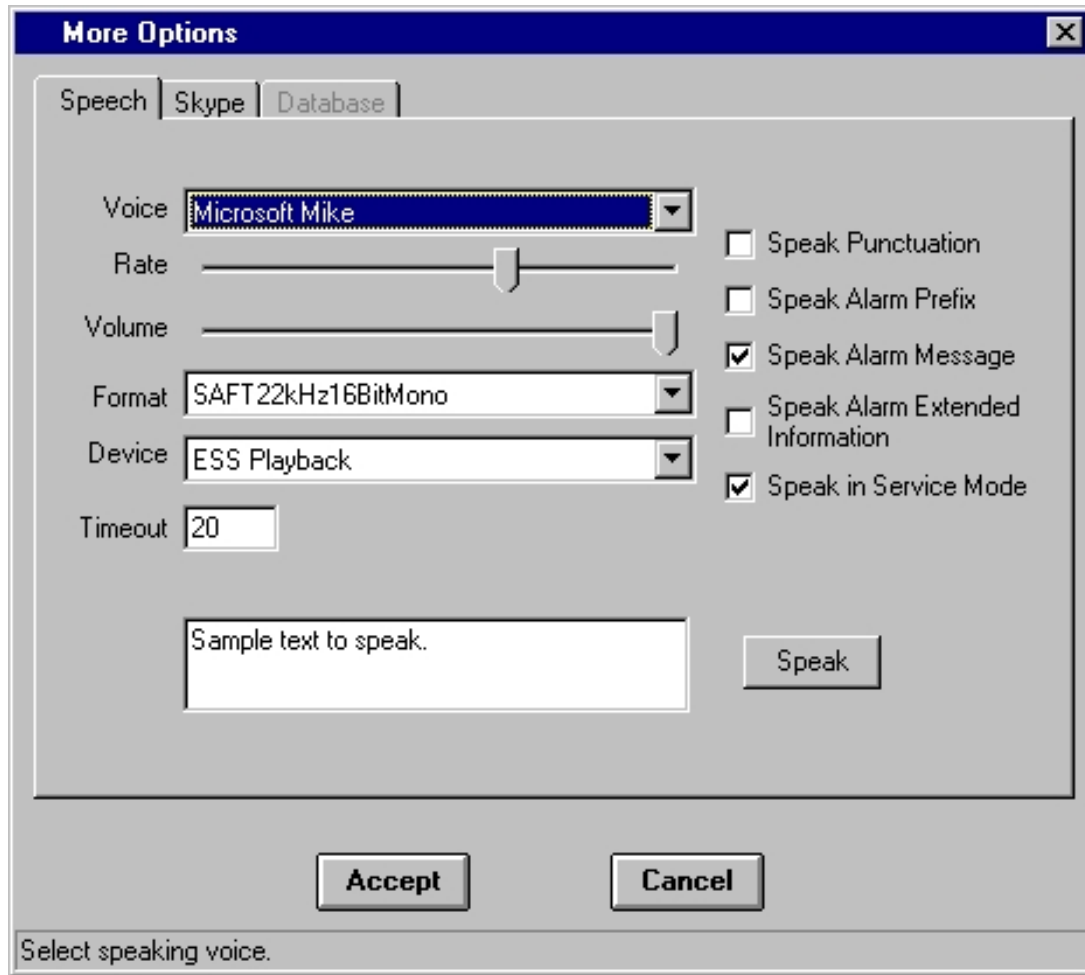 More Options
Speech Skype Database
Voice Microsoft Mike
Rate
Volume
Format SAFT22kHz16BitMono
Device ESS Playback
Timeout 20
Speak Punctuation
Speak Alarm Prefix
Speak Alarm Message
Speak Alarm Extended
Information
Speak in Service Mode
Sample text to speak.
Speak
Accept Cancel
Select speaking voice.